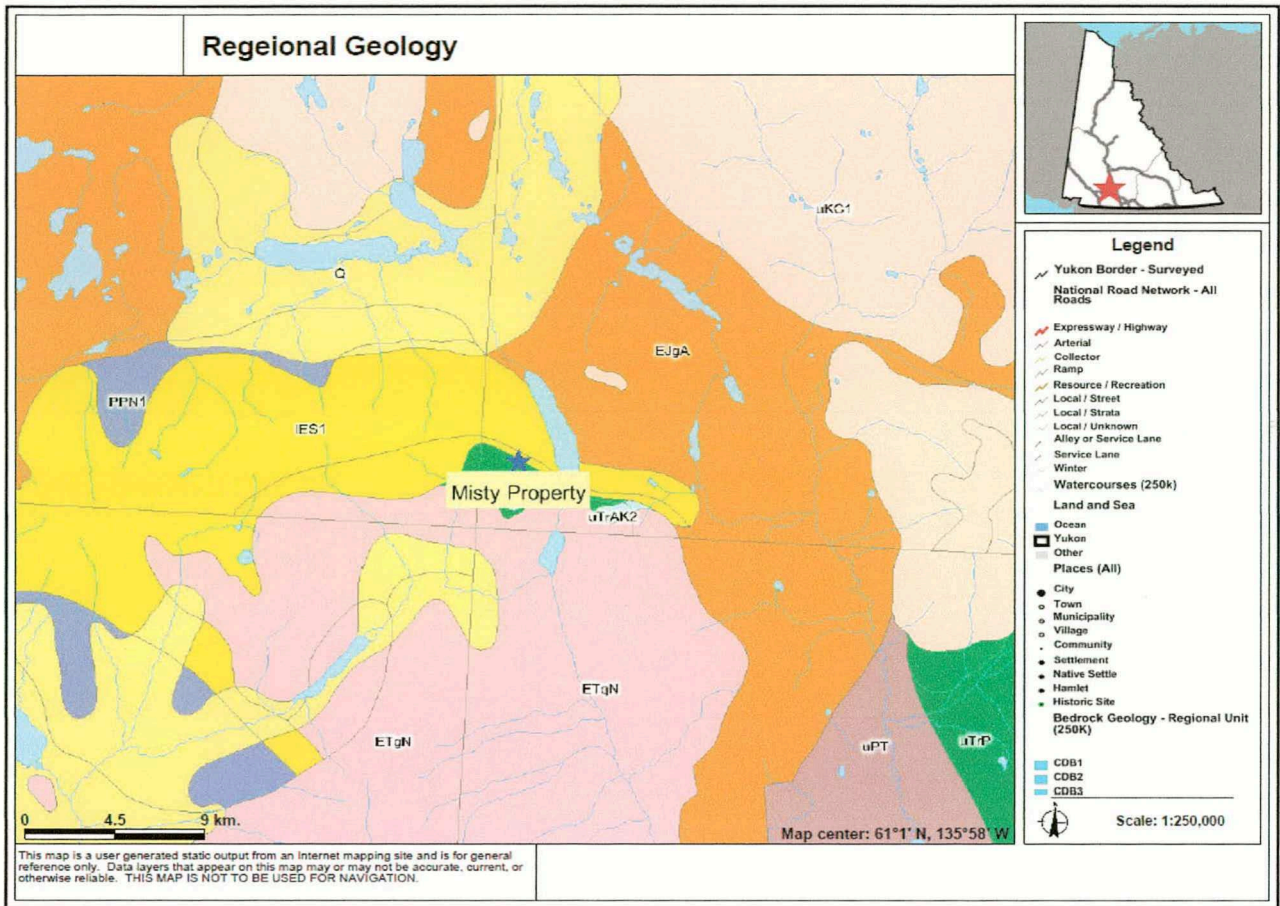 Regeional Geology
uKG1
Q
EJgA
PPN1
IES1
Misty Property
uTrAK2
ETgN
ETgN
uPT
uTrP
0 4.5 9 km.
Map center: 61°1' N, 135°58' W
This map is a user generated static output from an Internet mapping site and is for general
reference only. Data layers that appear on this map may or may not be accurate, current, or
otherwise reliable. THIS MAP IS NOT TO BE USED FOR NAVIGATION.
Legend
Yukon Border - Surveyed
National Road Network - All
Roads
Expressway / Highway
Arterial
Collector
Ramp
Resource / Recreation
Local / Street
Local / Strata
Local / Unknown
Alley or Service Lane
Service Lane
Winter
Watercourses (250k)
Land and Sea
Ocean
Yukon
Other
Places (All)
City
Town
Municipality
Village
Community
Settlement
Native Settle
Hamlet
Historic Site
Bedrock Geology - Regional Unit
(250K)
CDB1
CDB2
CDB3
Scale: 1:250,000